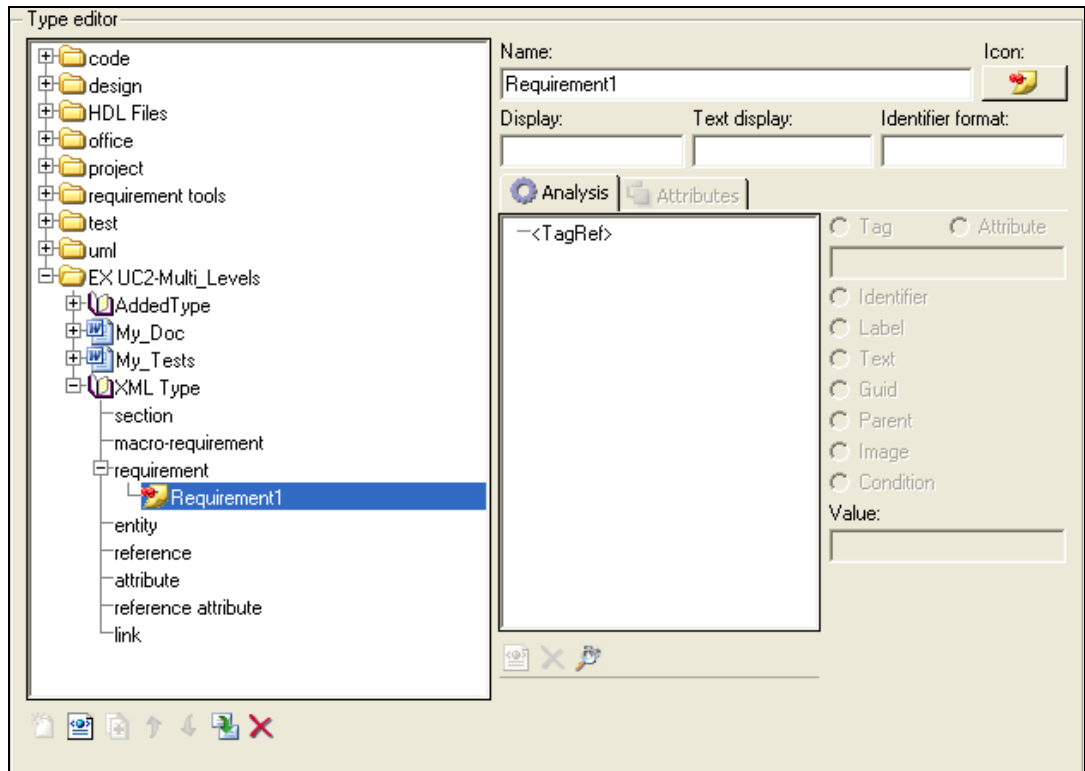 Type editor
code
design
HDL Files
office
project
requirement tools
test
uml
EX UC2-Multi_Levels
AddedType
My_Doc
My_Tests
XML Type
section
macro-requirement
requirement
Requirement1
entity
reference
attribute
reference attribute
link
Name: Icon:
Requirement1
Display: Text display: Identifier format:
Analysis Attributes
<TagRef>
Tag Attribute
Identifier
Label
Text
Guid
Parent
Image
Condition
Value: